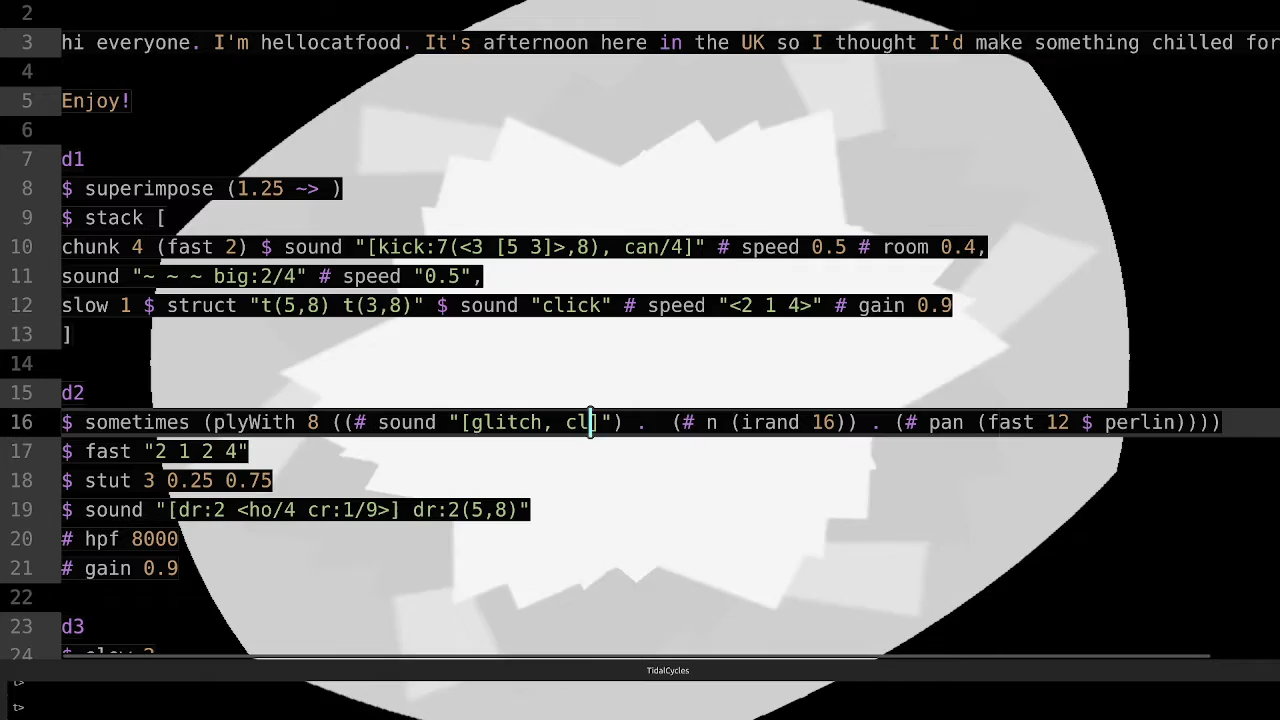 2
3 hi everyone. I'm hellocatfood. It's afternoon here in the UK so I thought I'd make something chilled for
4
5 Enjoy!
6
7 d1
8 $ superimpose (1.25 ~> )
9 $ stack [
10 chunk 4 (fast 2) $ sound "[kick:7(<3 [5 3]>,8), can/4]" # speed 0.5 # room 0.4,
11 sound "~ ~ ~ big:2/4" # speed "0.5",
12 slow 1 $ struct "t(5,8) t(3,8)" $ sound "click" # speed "<2 1 4>" # gain 0.9
13 ]
14
15 d2
16 $ sometimes (plyWith 8 ((# sound "[glitch, cl]") .  (# n (irand 16)) . (# pan (fast 12 $ perlin))))
17 $ fast "2 1 2 4"
18 $ stut 3 0.25 0.75
19 $ sound "[dr:2 <ho/4 cr:1/9>] dr:2(5,8)"
20 # hpf 8000
21 # gain 0.9
22
23 d3
24 $ slow 2
TidalCycles
t>
t>